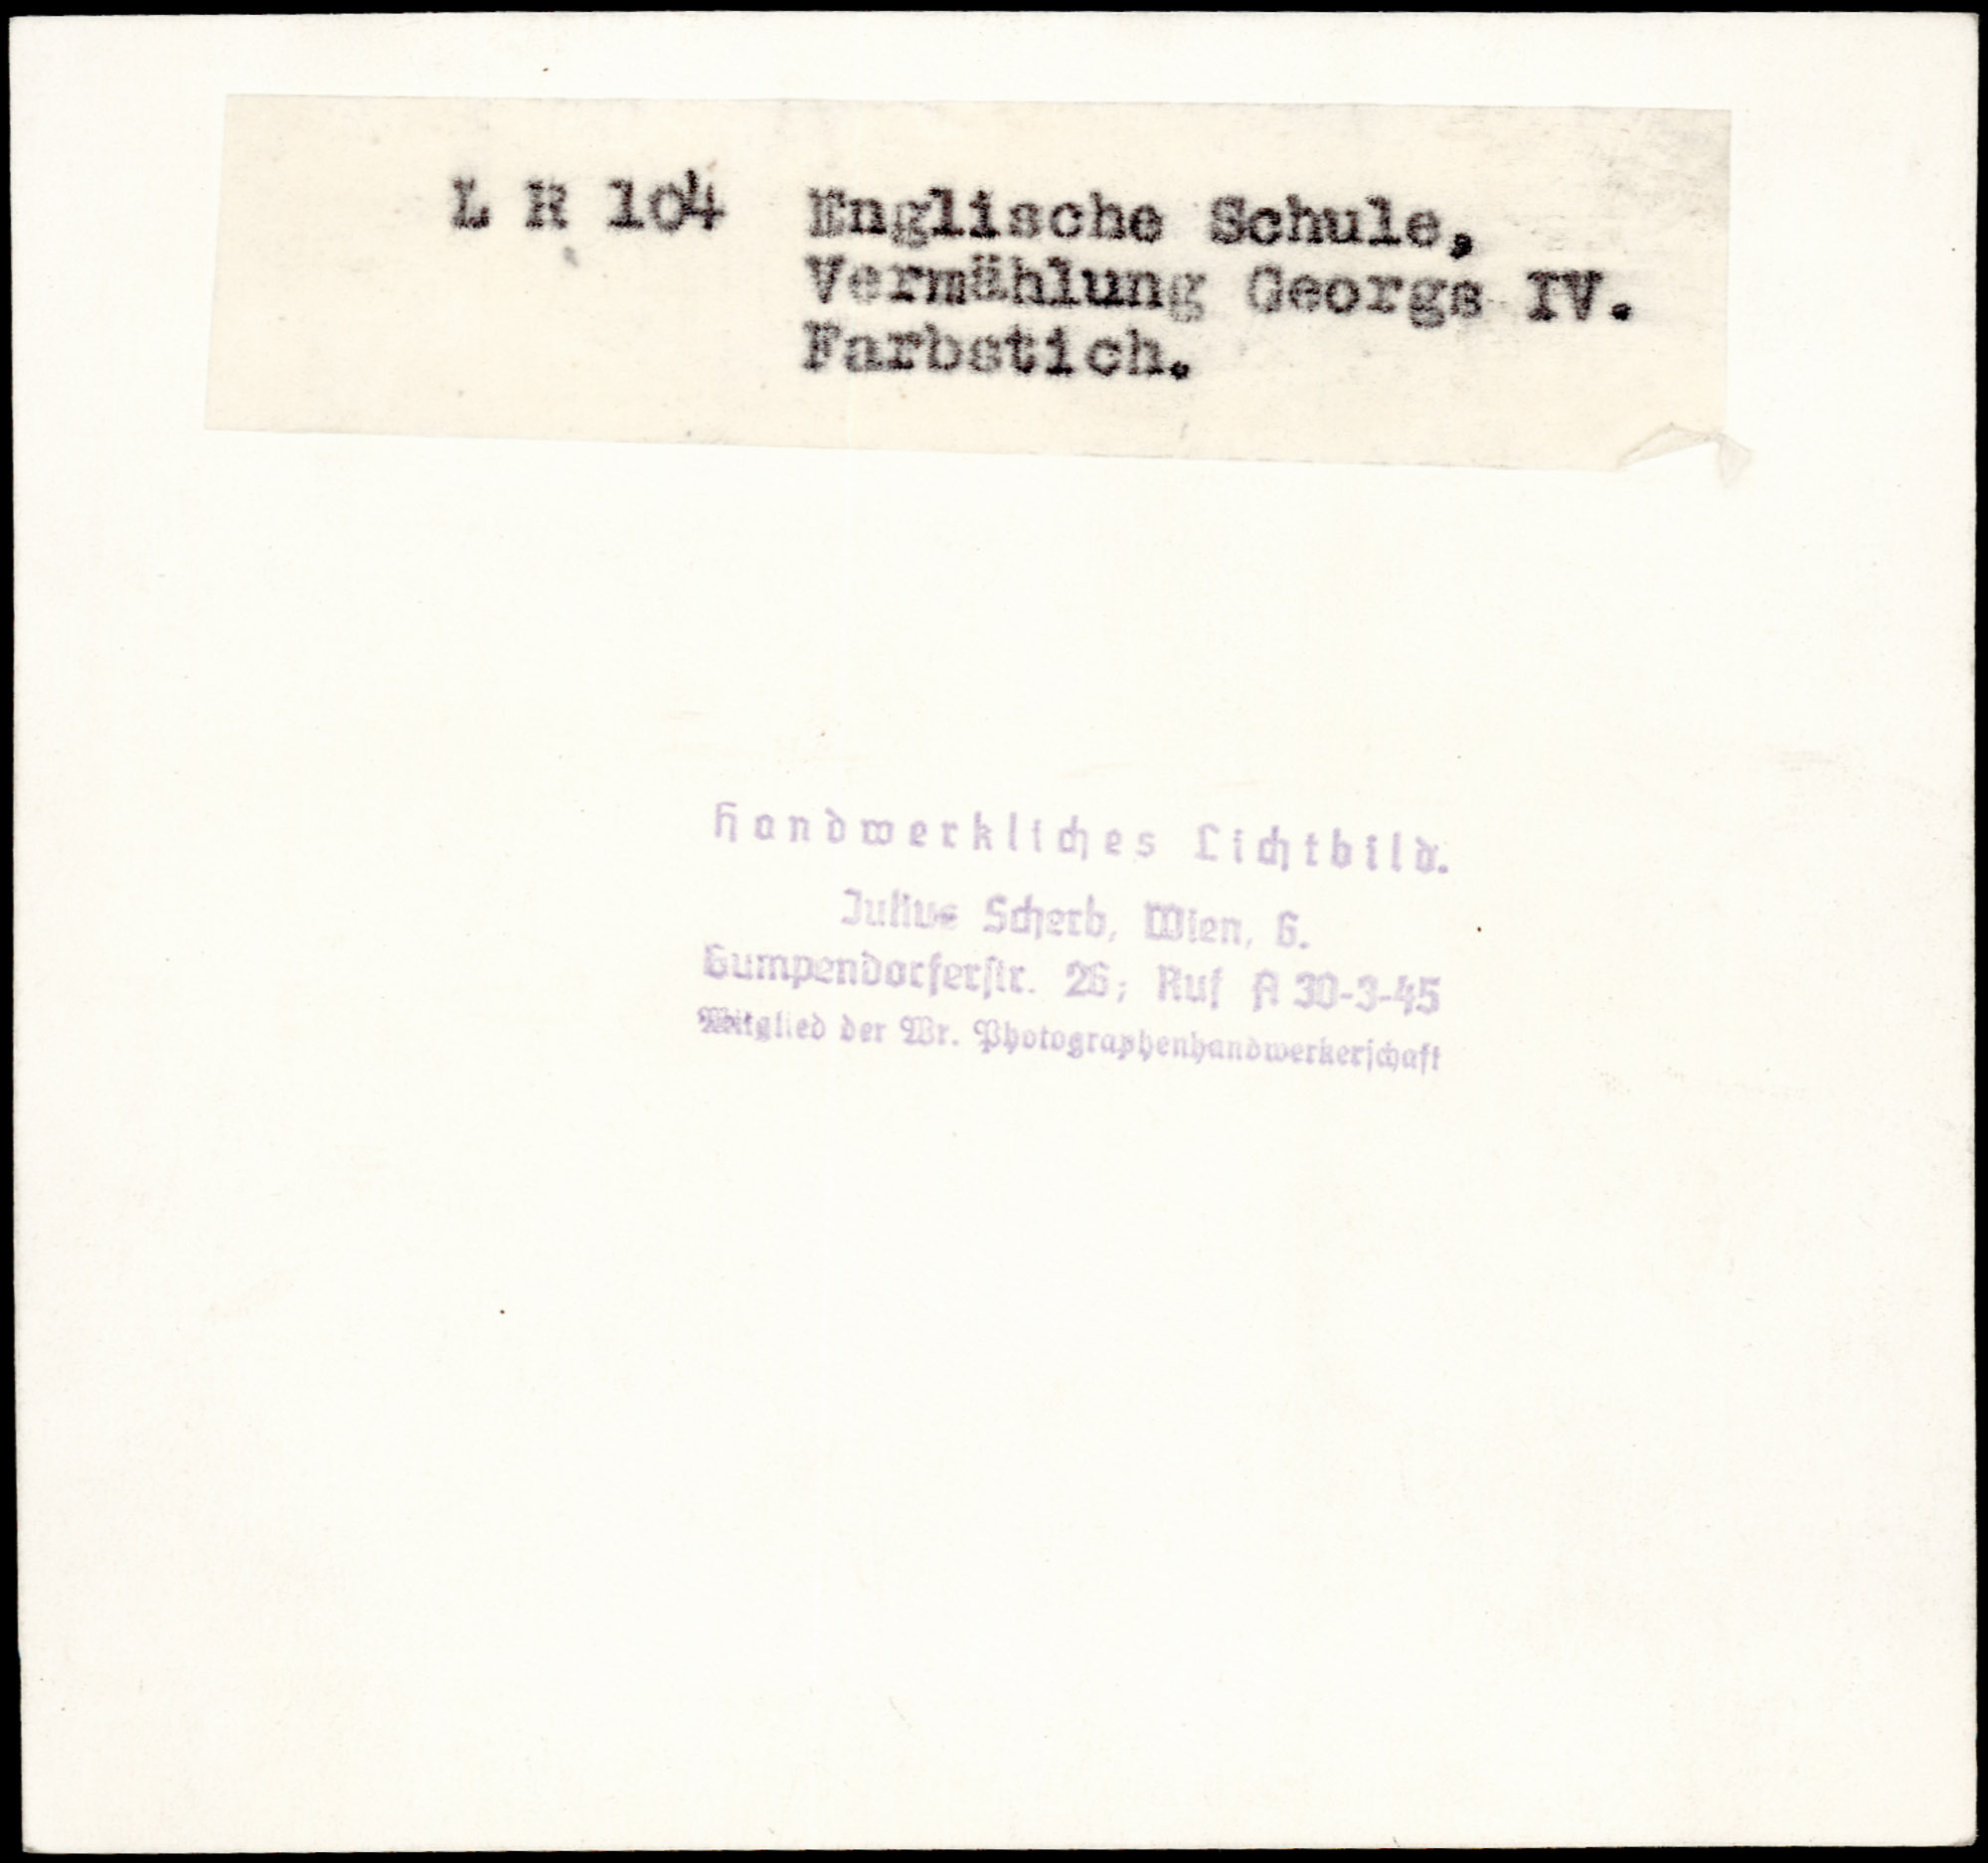 L R 104 Englische Schule,
Vermählung Georgs IV.
Farbstich.
Handwerkliches Lichtbild.
Julius Scherb, Wien, 6.
Gumpendorferstr. 26; Ruf A 30-3-45
Mitglied der Wr. Photographenhandwerkerschaft